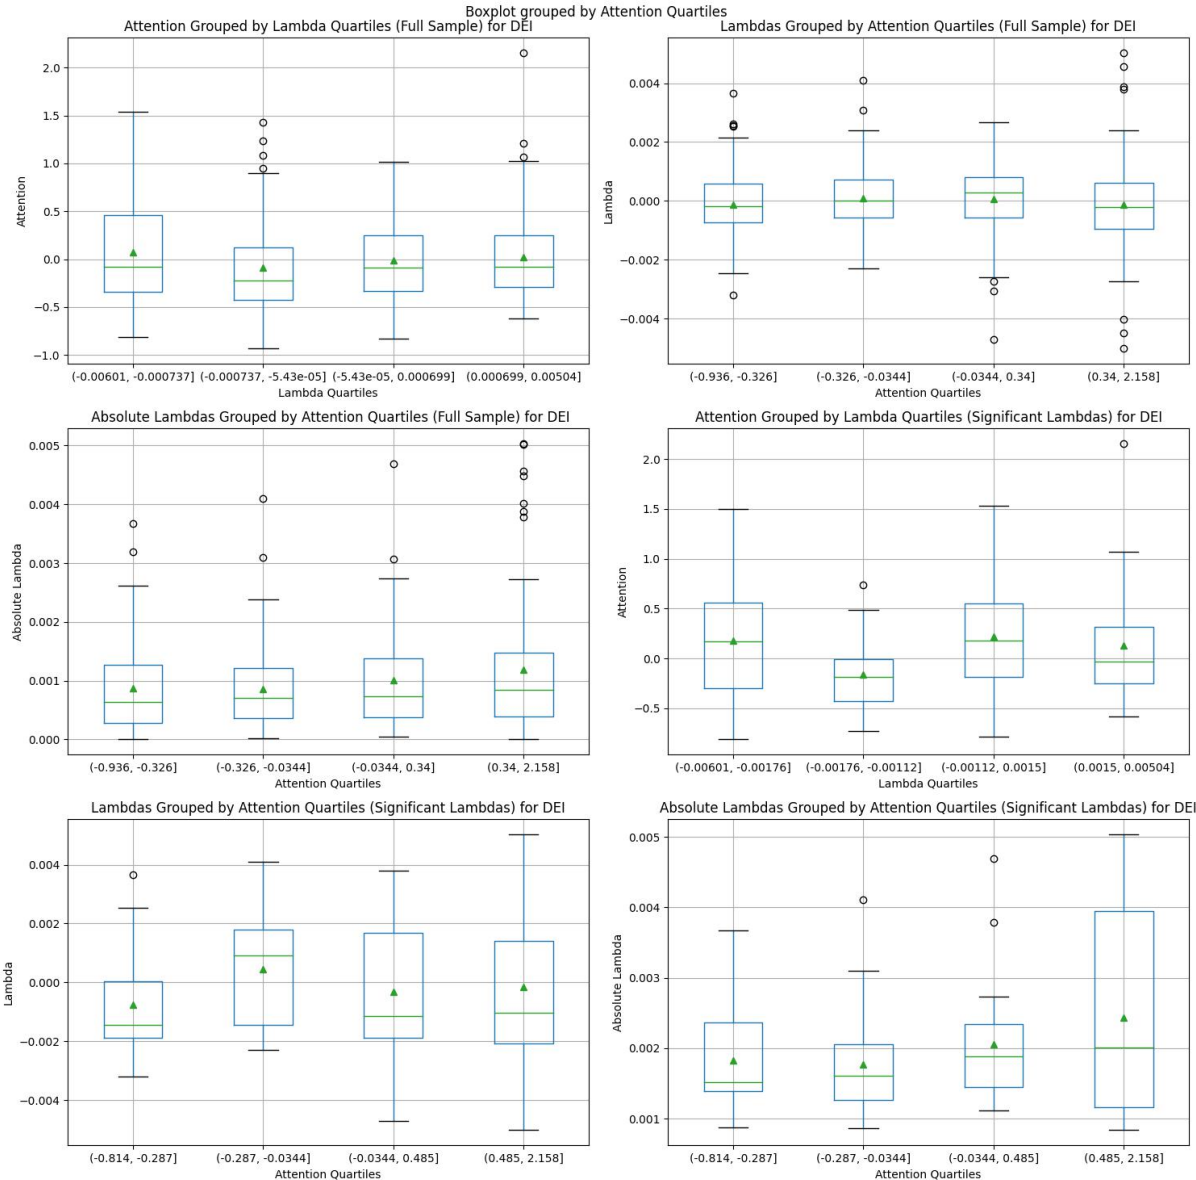 Boxplot grouped by Attention Quartiles
Attention Grouped by Lambda Quartiles (Full Sample) for DEI
2.0
1.5
1.0
0.5
0.0
−0.5
−1.0
Attention
(-0.00601, -0.000737] (-0.000737, -5.43e-05] (-5.43e-05, 0.000699] (0.000699, 0.00504]
Lambda Quartiles
Lambdas Grouped by Attention Quartiles (Full Sample) for DEI
0.004
0.002
0.000
−0.002
−0.004
Lambda
(-0.936, -0.326] (-0.326, -0.0344] (-0.0344, 0.34] (0.34, 2.158]
Attention Quartiles
Absolute Lambdas Grouped by Attention Quartiles (Full Sample) for DEI
0.005
0.004
0.003
0.002
0.001
0.000
Absolute Lambda
(-0.936, -0.326] (-0.326, -0.0344] (-0.0344, 0.34] (0.34, 2.158]
Attention Quartiles
Attention Grouped by Lambda Quartiles (Significant Lambdas) for DEI
2.0
1.5
1.0
0.5
0.0
−0.5
Attention
(-0.00601, -0.00176] (-0.00176, -0.00112] (-0.00112, 0.0015] (0.0015, 0.00504]
Lambda Quartiles
Lambdas Grouped by Attention Quartiles (Significant Lambdas) for DEI
0.004
0.002
0.000
−0.002
−0.004
Lambda
(-0.814, -0.287] (-0.287, -0.0344] (-0.0344, 0.485] (0.485, 2.158]
Attention Quartiles
Absolute Lambdas Grouped by Attention Quartiles (Significant Lambdas) for DEI
0.005
0.004
0.003
0.002
0.001
Absolute Lambda
(-0.814, -0.287] (-0.287, -0.0344] (-0.0344, 0.485] (0.485, 2.158]
Attention Quartiles